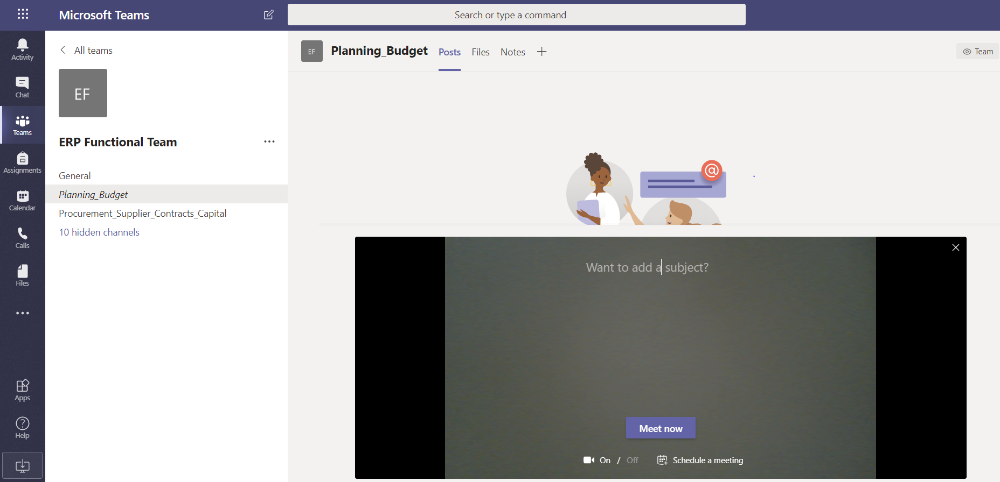 Microsoft Teams
Search or type a command
Activity
Chat
Teams
Assignments
Calendar
Calls
Files
Apps
Help
All teams
EF
ERP Functional Team
General
Planning_Budget
Procurement_Supplier_Contracts_Capital
10 hidden channels
EF Planning_Budget Posts Files Notes
Team
@
Want to add a subject?
Meet now
On / Off Schedule a meeting